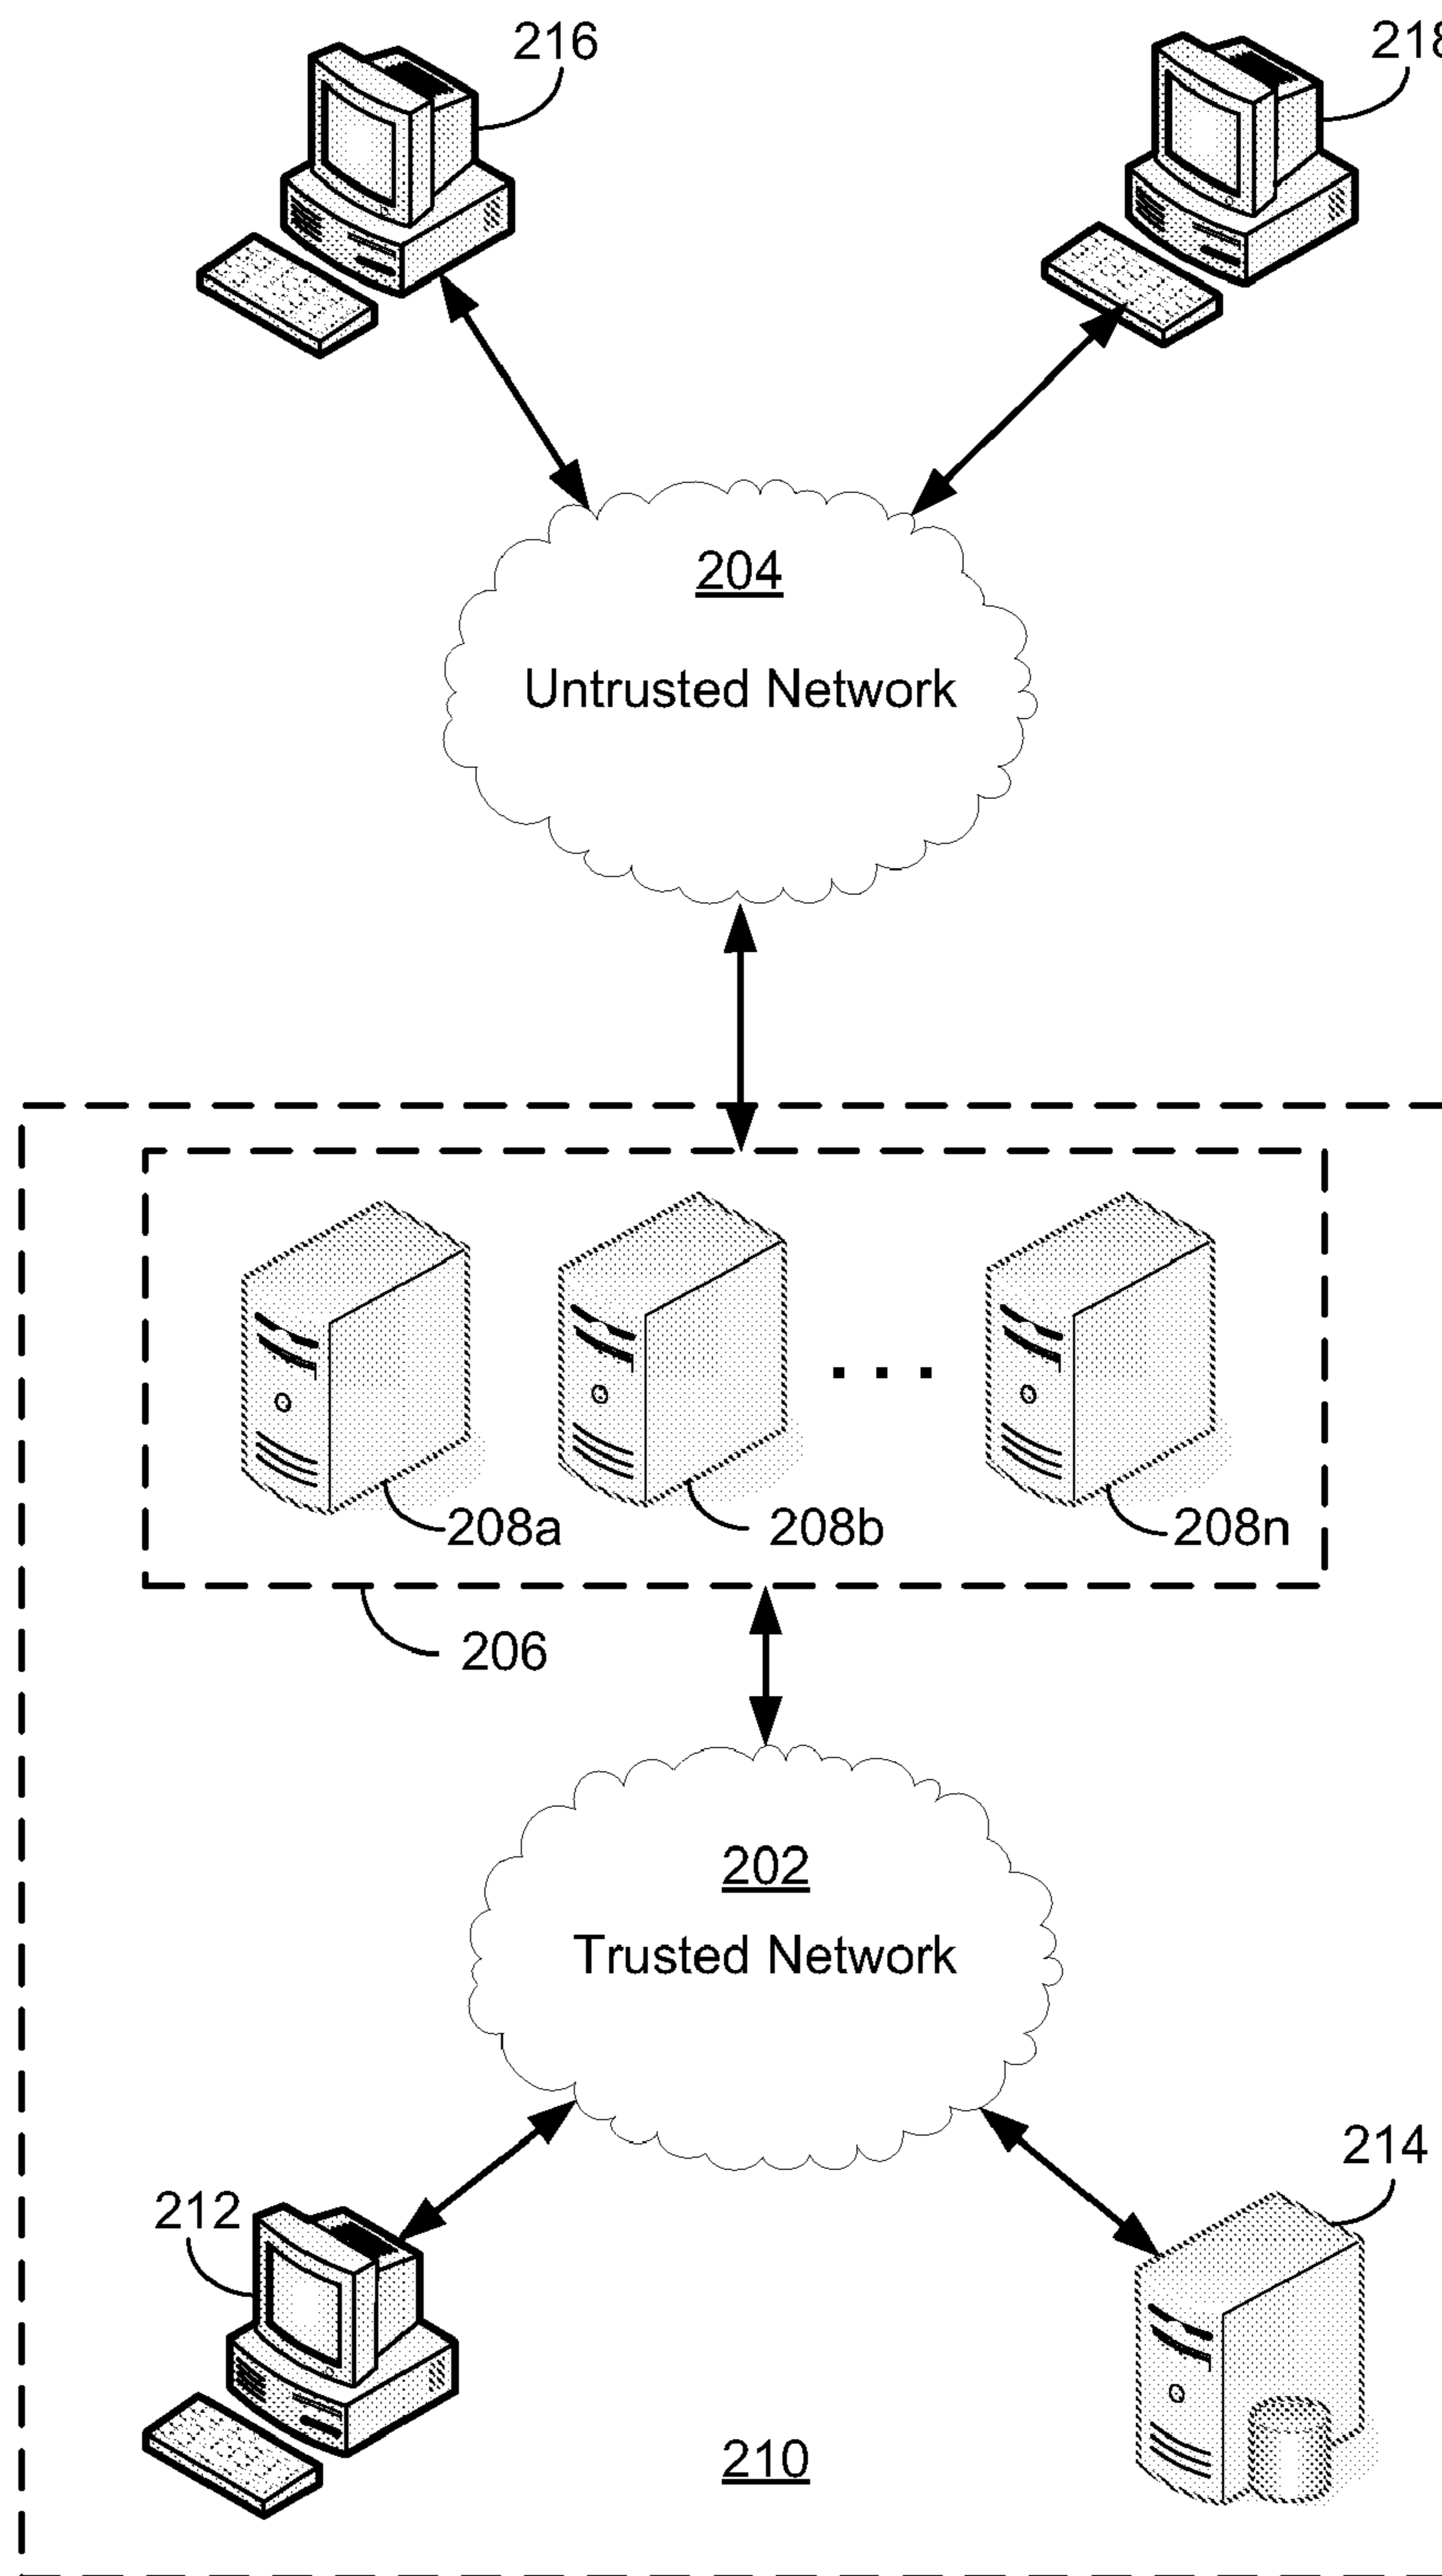 216
218
204
Untrusted Network
208a
208b
. . .
208n
206
202
Trusted Network
214
212
210